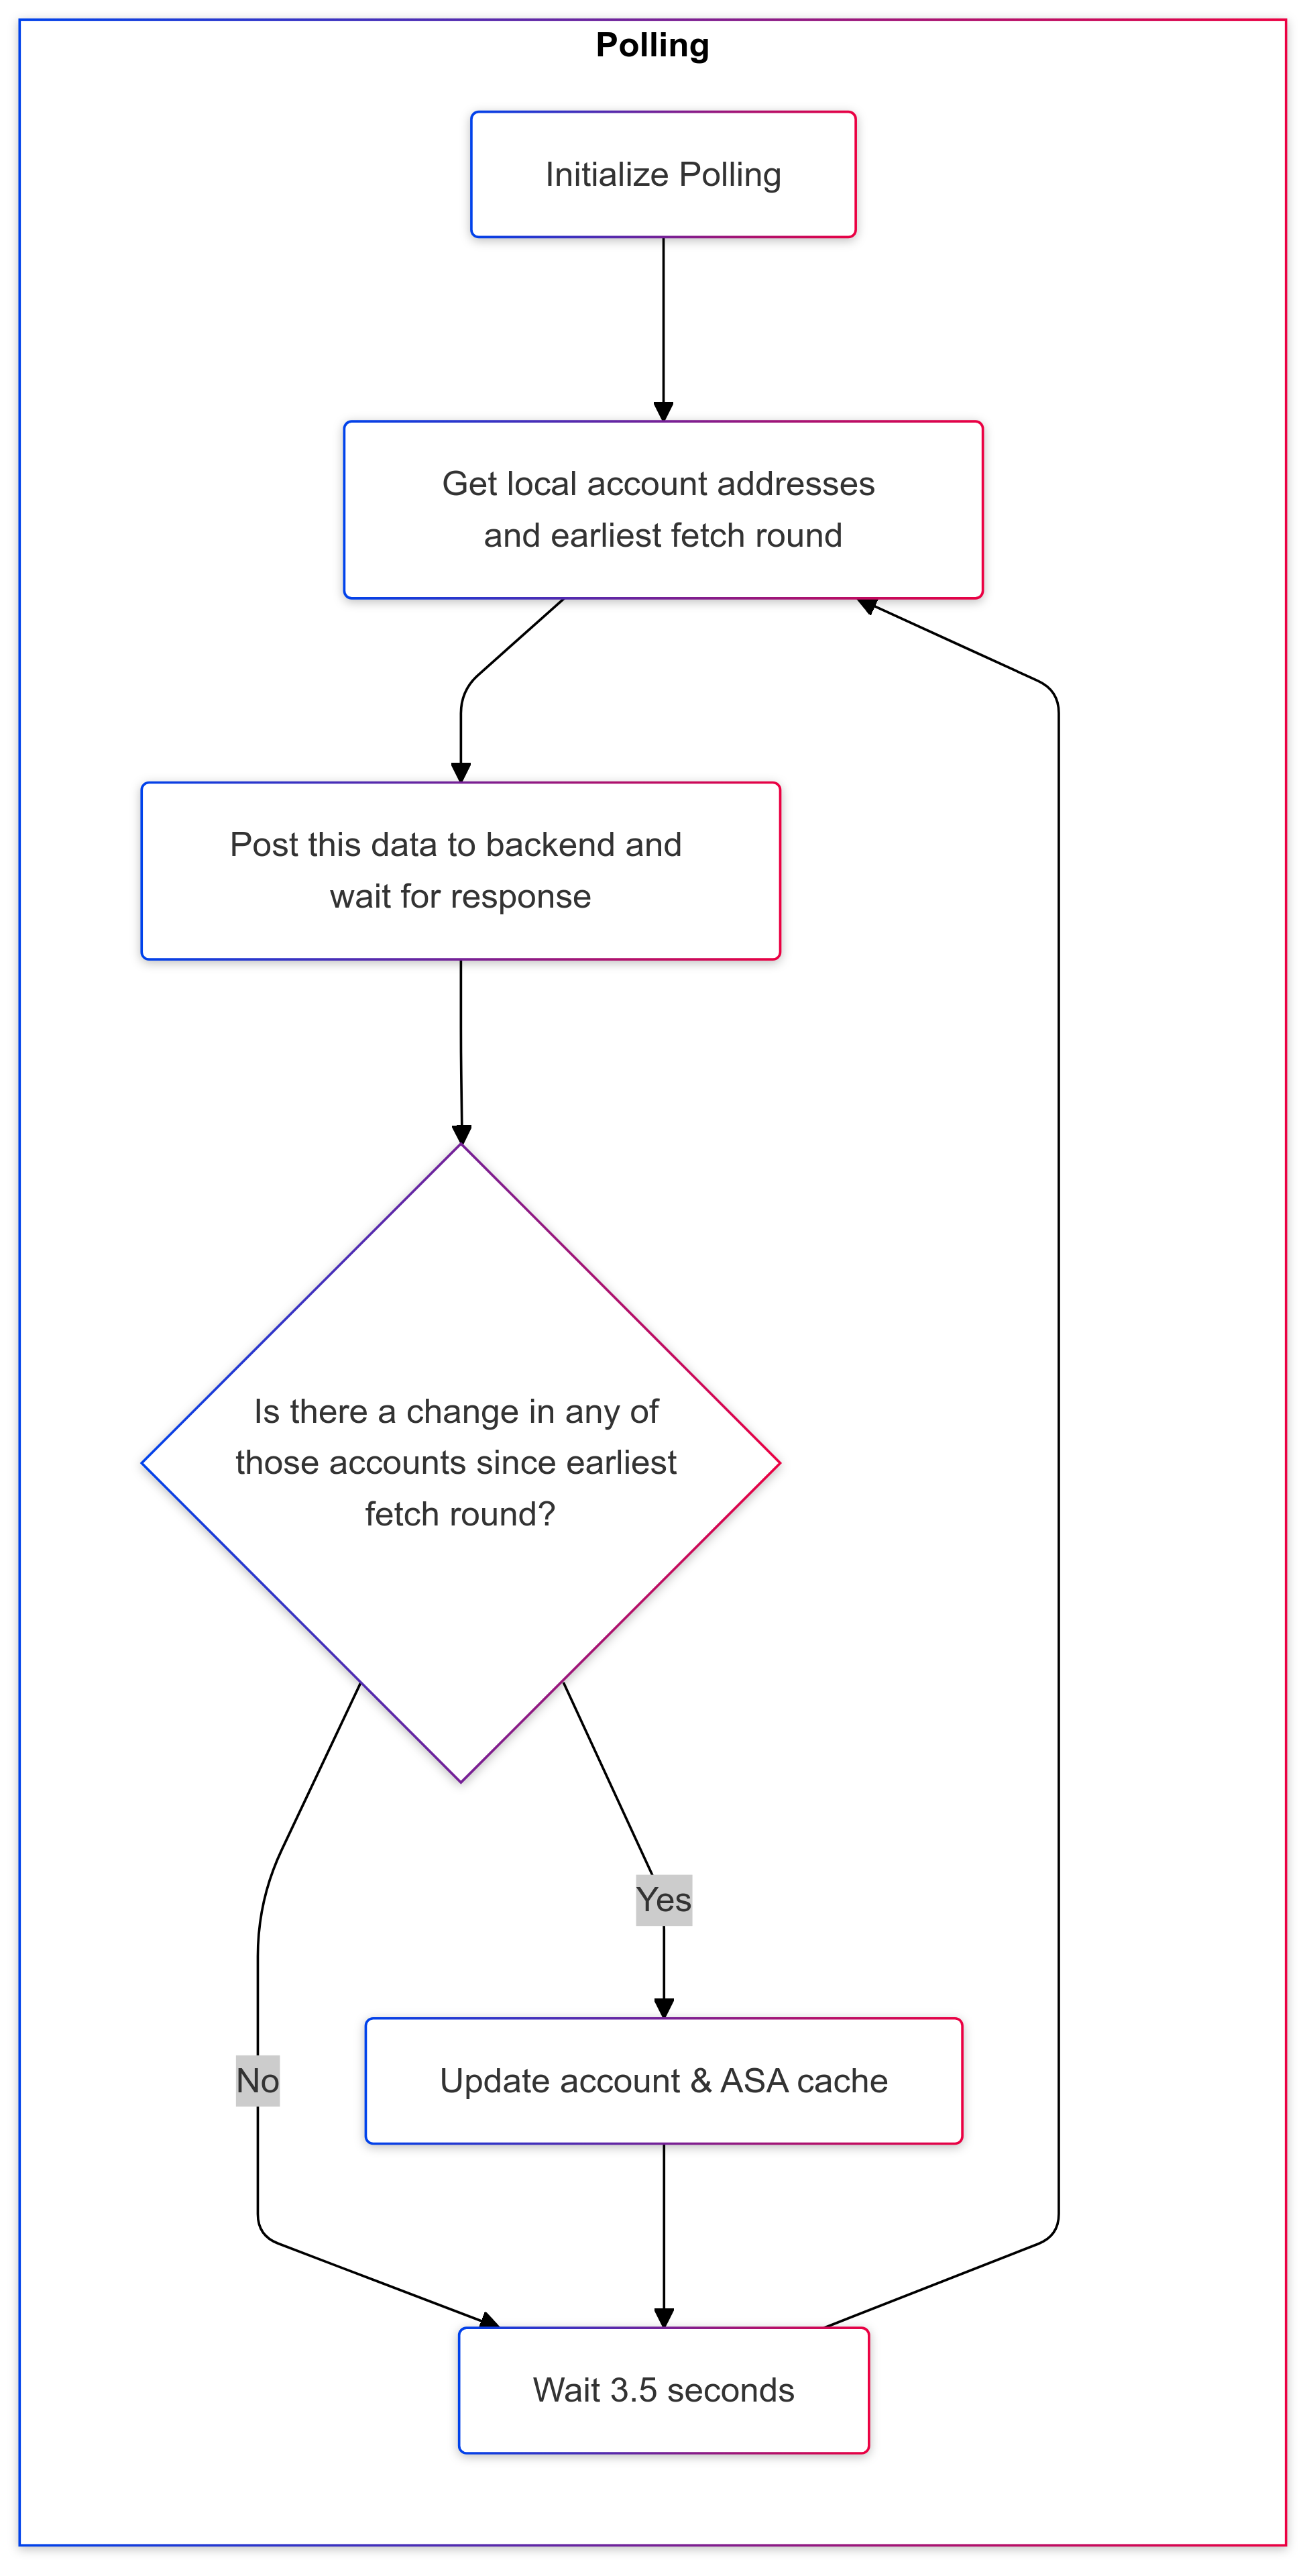 Polling
Initialize Polling
Get local account addresses
and earliest fetch round
Post this data to backend and
wait for response
Is there a change in any of
those accounts since earliest
fetch round?
Yes
No
Update account & ASA cache
Wait 3.5 seconds